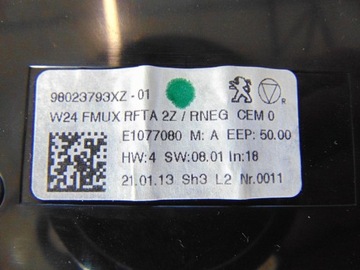 98023793XZ-01
W24 FMUX RFTA 2Z / RNEG CEM 0
E1077080 M: A EEP: 50.00
HW:4 SW:08.01 In:18
21.01.13 Sh3 L2 Nr.0011